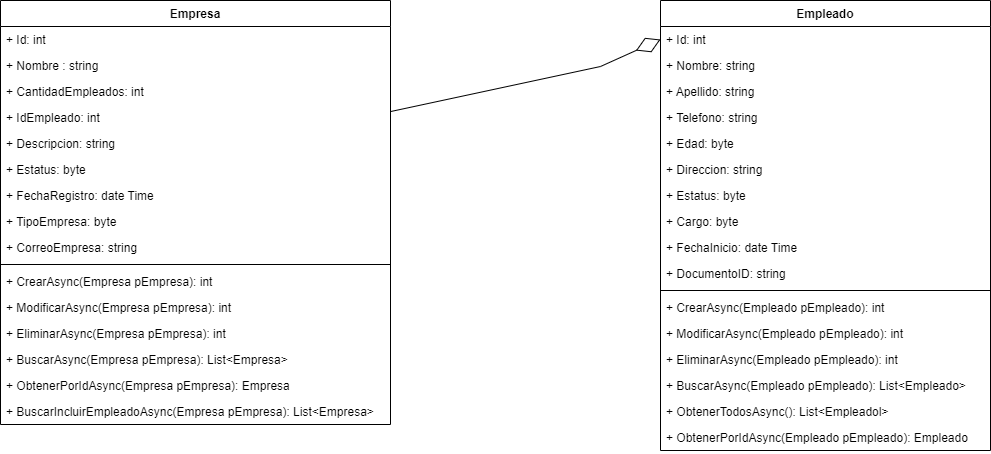 Empresa
+ Id: int
+ Nombre : string
+ CantidadEmpleados: int
+ IdEmpleado: int
+ Descripcion: string
+ Estatus: byte
+ FechaRegistro: date Time
+ TipoEmpresa: byte
+ CorreoEmpresa: string
+ CrearAsync(Empresa pEmpresa): int
+ ModificarAsync(Empresa pEmpresa): int
+ EliminarAsync(Empresa pEmpresa): int
+ BuscarAsync(Empresa pEmpresa): List<Empresa>
+ ObtenerPorIdAsync(Empresa pEmpresa): Empresa
+ BuscarIncluirEmpleadoAsync(Empresa pEmpresa): List<Empresa>
Empleado
+ Id: int
+ Nombre: string
+ Apellido: string
+ Telefono: string
+ Edad: byte
+ Direccion: string
+ Estatus: byte
+ Cargo: byte
+ FechaInicio: date Time
+ DocumentoID: string
+ CrearAsync(Empleado pEmpleado): int
+ ModificarAsync(Empleado pEmpleado): int
+ EliminarAsync(Empleado pEmpleado): int
+ BuscarAsync(Empleado pEmpleado): List<Empleado>
+ ObtenerTodosAsync(): List<Empleadol>
+ ObtenerPorIdAsync(Empleado pEmpleado): Empleado